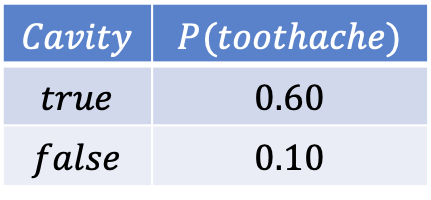 Cavity P(toothache)
true 0.60
false 0.10